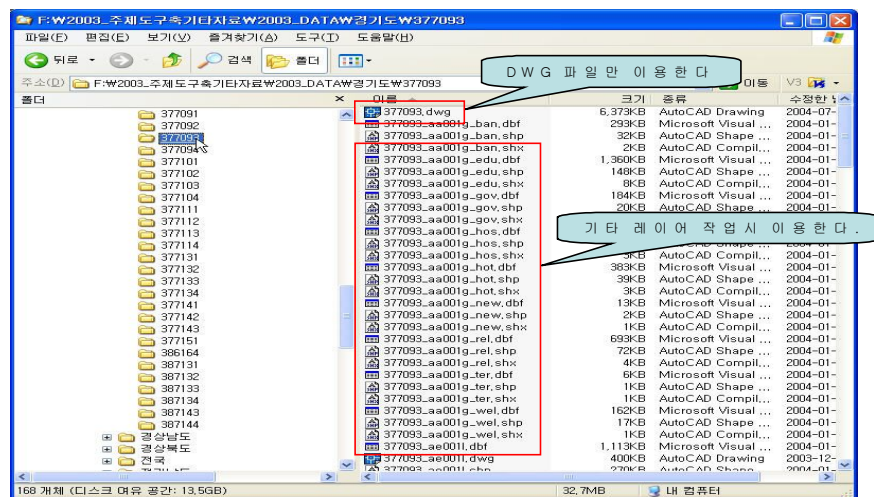 F:₩2003_주제도구축기타자료₩2003_DATA₩경기도₩377093
파일(F) 편집(E) 보기(V) 즐겨찾기(A) 도구(T) 도움말(H)
뒤로 검색 폴더
주소(D) F:₩2003_주제도구축기타자료₩2003_DATA₩경기도₩377093 이동 V3
DWG 파일만 이용한다
폴더 × 이름 크기 종류 수정한
377091
377092
377093
377094
377101
377102
377103
377104
377111
377112
377113
377114
377131
377132
377133
377134
377141
377142
377143
377151
386164
387131
387132
387133
387134
387143
387144
경상남도
경상북도
전국
377093.dwg 6,373KB AutoCAD Drawing 2004-07-
377093_aa001g_ban.dbf 293KB Microsoft Visual ... 2004-01-
377093_aa001g_ban.shp 32KB AutoCAD Shape ... 2004-01-
377093_aa001g_ban.shx 2KB AutoCAD Compil... 2004-01-
377093_aa001g_edu.dbf 1,360KB Microsoft Visual ... 2004-01-
377093_aa001g_edu.shp 148KB AutoCAD Shape ... 2004-01-
377093_aa001g_edu.shx 8KB AutoCAD Compil... 2004-01-
377093_aa001g_gov.dbf 184KB Microsoft Visual ... 2004-01-
377093_aa001g_gov.shp 20KB AutoCAD Shape ... 2004-01-
377093_aa001g_gov.shx
377093_aa001g_hos.dbf
기타 레이어 작업시 이용한다.
377093_aa001g_hos.shp AutoCAD Shape ... 2004-01-
377093_aa001g_hos.shx AutoCAD Compil... 2004-01-
377093_aa001g_hot.dbf 383KB Microsoft Visual ... 2004-01-
377093_aa001g_hot.shp 39KB AutoCAD Shape ... 2004-01-
377093_aa001g_hot.shx 3KB AutoCAD Compil... 2004-01-
377093_aa001g_new.dbf 13KB Microsoft Visual ... 2004-01-
377093_aa001g_new.shp 2KB AutoCAD Shape ... 2004-01-
377093_aa001g_new.shx 1KB AutoCAD Compil... 2004-01-
377093_aa001g_rel.dbf 693KB Microsoft Visual ... 2004-01-
377093_aa001g_rel.shp 72KB AutoCAD Shape ... 2004-01-
377093_aa001g_rel.shx 4KB AutoCAD Compil... 2004-01-
377093_aa001g_ter.dbf 6KB Microsoft Visual ... 2004-01-
377093_aa001g_ter.shp 1KB AutoCAD Shape ... 2004-01-
377093_aa001g_ter.shx 1KB AutoCAD Compil... 2004-01-
377093_aa001g_wel.dbf 162KB Microsoft Visual ... 2004-01-
377093_aa001g_wel.shp 17KB AutoCAD Shape ... 2004-01-
377093_aa001g_wel.shx 1KB AutoCAD Compil... 2004-01-
377093_ae001l.dbf 1,113KB Microsoft Visual ... 2004-01-
377093_ae001l.dwg 400KB AutoCAD Drawing 2003-12-
377093_ae001l.shp 270KB AutoCAD Shape ... 2004-01-
168 개체 (디스크 여유 공간: 13.5GB) 32.7MB 내 컴퓨터